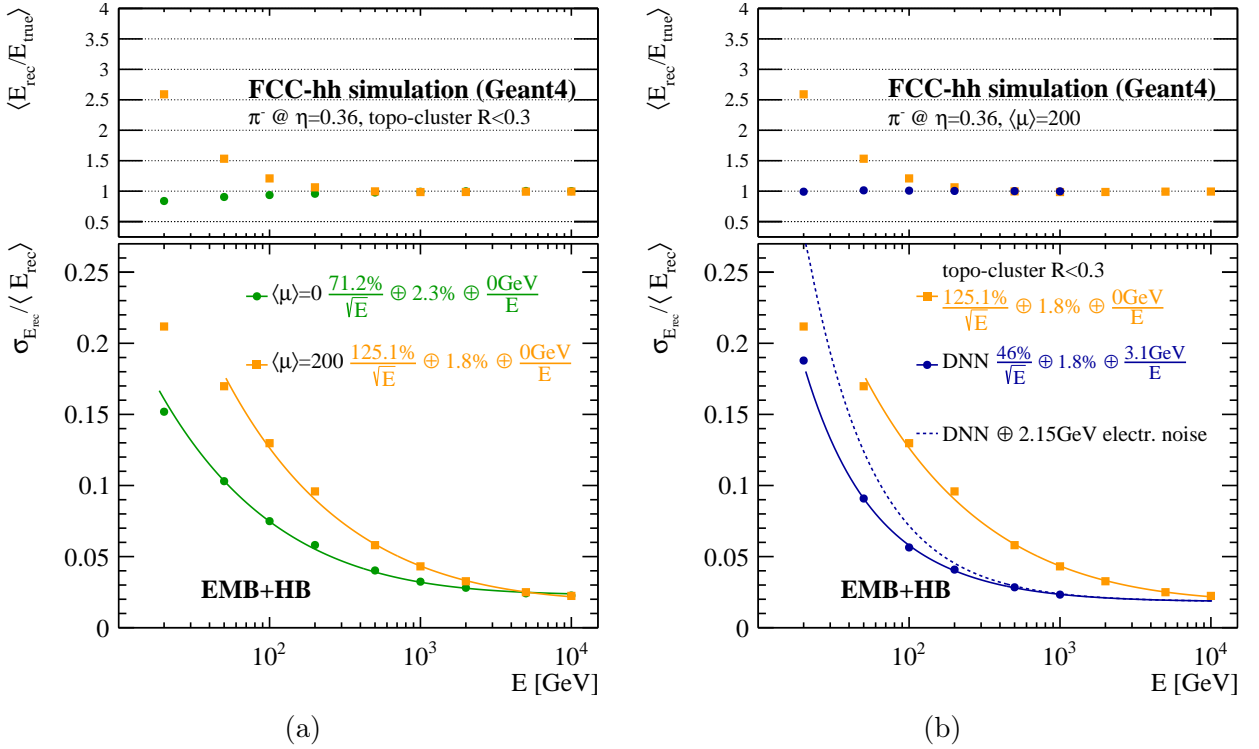 ⟨E_rec/E_true⟩
4
3.5
3
2.5
2
1.5
1
0.5
FCC-hh simulation (Geant4)
π⁻ @ η=0.36, topo-cluster R<0.3
σ_E_rec/⟨ E_rec⟩
0.25
0.2
0.15
0.1
0.05
0
⟨μ⟩=0 71.2%/√E ⊕ 2.3% ⊕ 0GeV/E
⟨μ⟩=200 125.1%/√E ⊕ 1.8% ⊕ 0GeV/E
EMB+HB
10² 10³ 10⁴
E [GeV]
(a)
⟨E_rec/E_true⟩
4
3.5
3
2.5
2
1.5
1
0.5
FCC-hh simulation (Geant4)
π⁻ @ η=0.36, ⟨μ⟩=200
σ_E_rec/⟨ E_rec⟩
0.25
0.2
0.15
0.1
0.05
0
topo-cluster R<0.3
125.1%/√E ⊕ 1.8% ⊕ 0GeV/E
DNN 46%/√E ⊕ 1.8% ⊕ 3.1GeV/E
DNN ⊕ 2.15GeV electr. noise
EMB+HB
10² 10³ 10⁴
E [GeV]
(b)